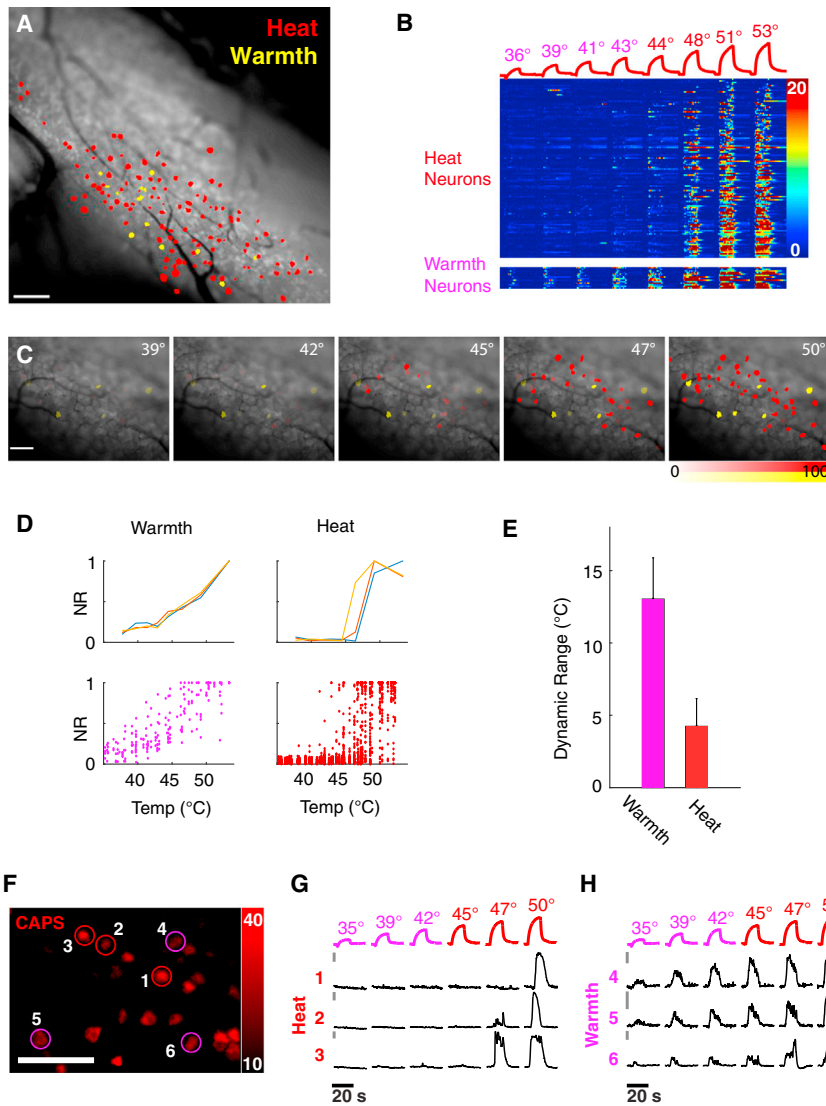 A
Heat
Warmth
B
36° 39° 41° 43° 44° 48° 51° 53°
Heat
Neurons
20
0
Warmth
Neurons
C
39° 42° 45° 47° 50°
0 100
D
Warmth Heat
NR
1
0
NR
1
0
40 45 50 40 45 50
Temp (°C) Temp (°C)
E
Dynamic Range (°C)
15
10
5
0
Warmth Heat
F
CAPS
40
10
1
2
3
4
5
6
G
35° 39° 42° 45° 47° 50°
Heat
1
2
3
20 s
H
35° 39° 42° 45° 47°
Warmth
4
5
6
20 s